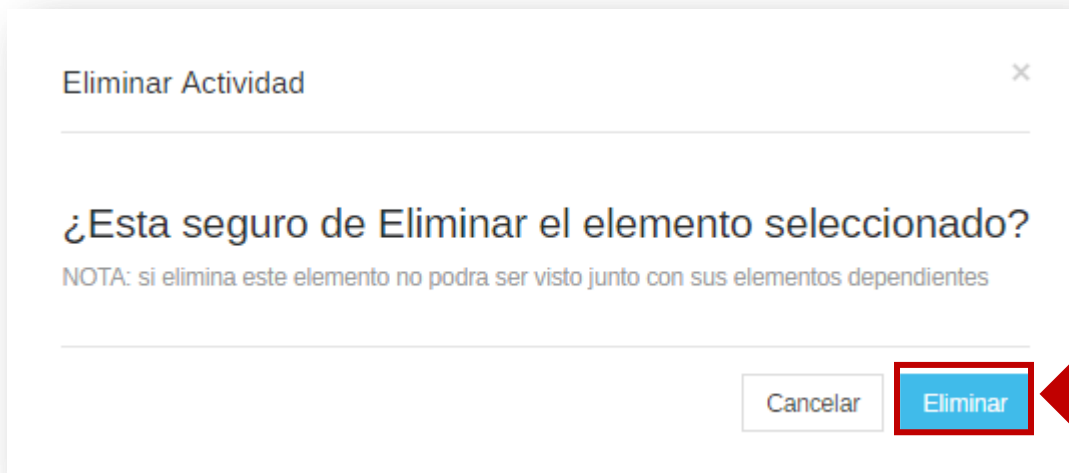 Eliminar Actividad
×
¿Esta seguro de Eliminar el elemento seleccionado?
NOTA: si elimina este elemento no podra ser visto junto con sus elementos dependientes
Cancelar
Eliminar